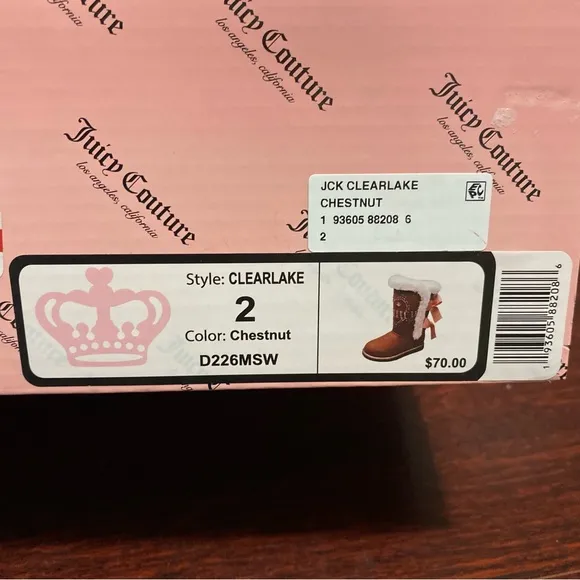 Juicy Couture
los angeles, california
Juicy Couture
los angeles, california
Juicy Couture
los angeles, california
Juicy Couture
los angeles, california
JCK CLEARLAKE
CHESTNUT
1 93605 88208 6
2
Style: CLEARLAKE
2
Color: Chestnut
D226MSW
$70.00
1 93605 88208 6